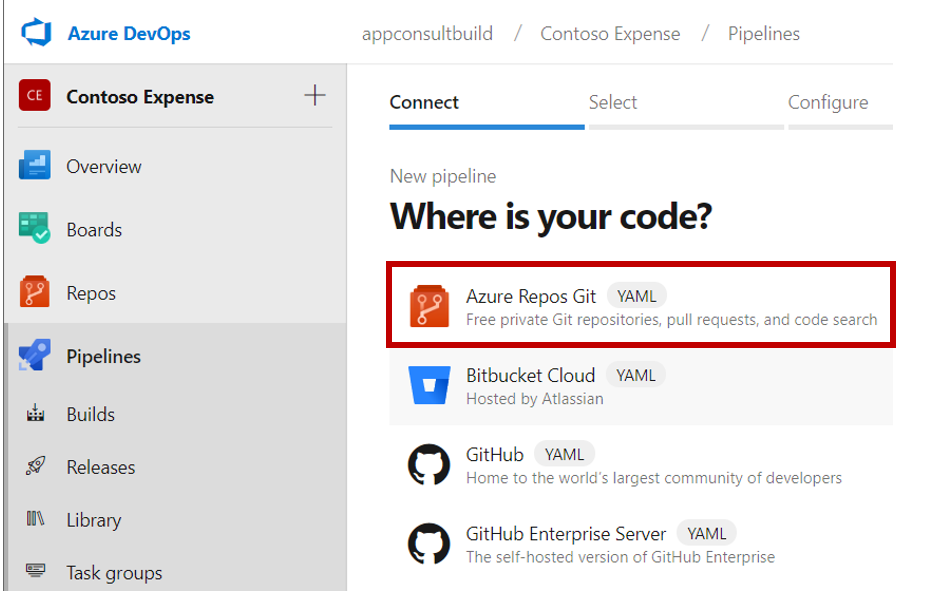 Azure DevOps
appconsultbuild / Contoso Expense / Pipelines
CE Contoso Expense +
Overview
Boards
Repos
Pipelines
Builds
Releases
Library
Task groups
Connect Select Configure
New pipeline
Where is your code?
Azure Repos Git YAML
Free private Git repositories, pull requests, and code search
Bitbucket Cloud YAML
Hosted by Atlassian
GitHub YAML
Home to the world's largest community of developers
GitHub Enterprise Server YAML
The self-hosted version of GitHub Enterprise